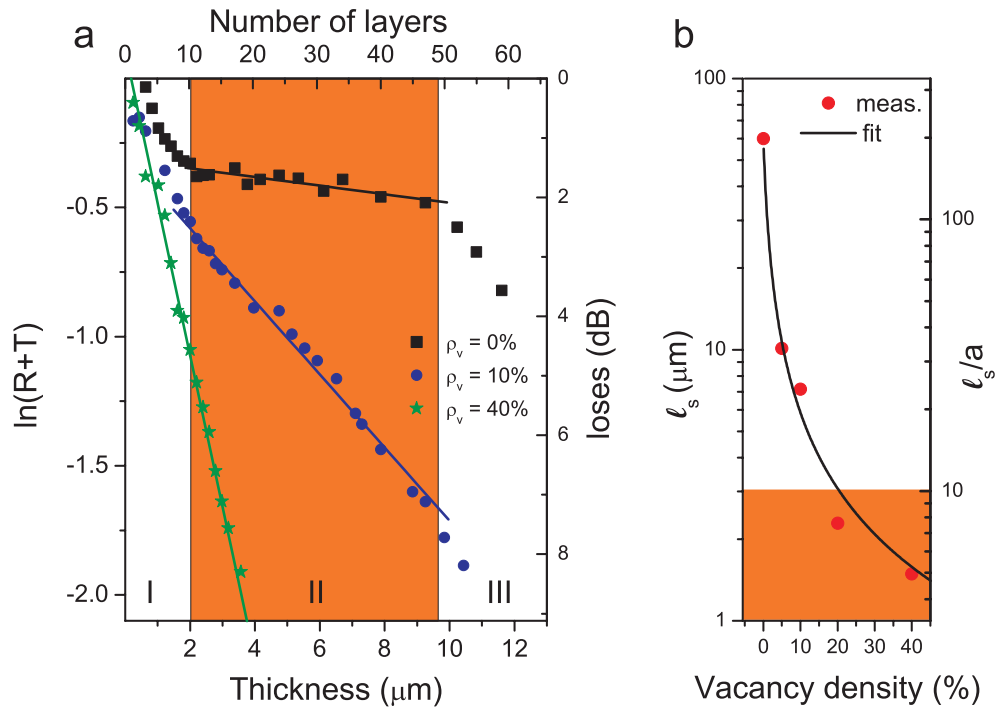 a
Number of layers
0 10 20 30 40 50 60
ln(R+T)
-0.5
-1.0
-1.5
-2.0
0
2
4
6
8
loses (dB)
ρv = 0%
ρv = 10%
ρv = 40%
I II III
2 4 6 8 10 12
Thickness (μm)
b
meas.
fit
ℓs (μm)
100
10
1
100
10
ℓs/a
0 10 20 30 40
Vacancy density (%)